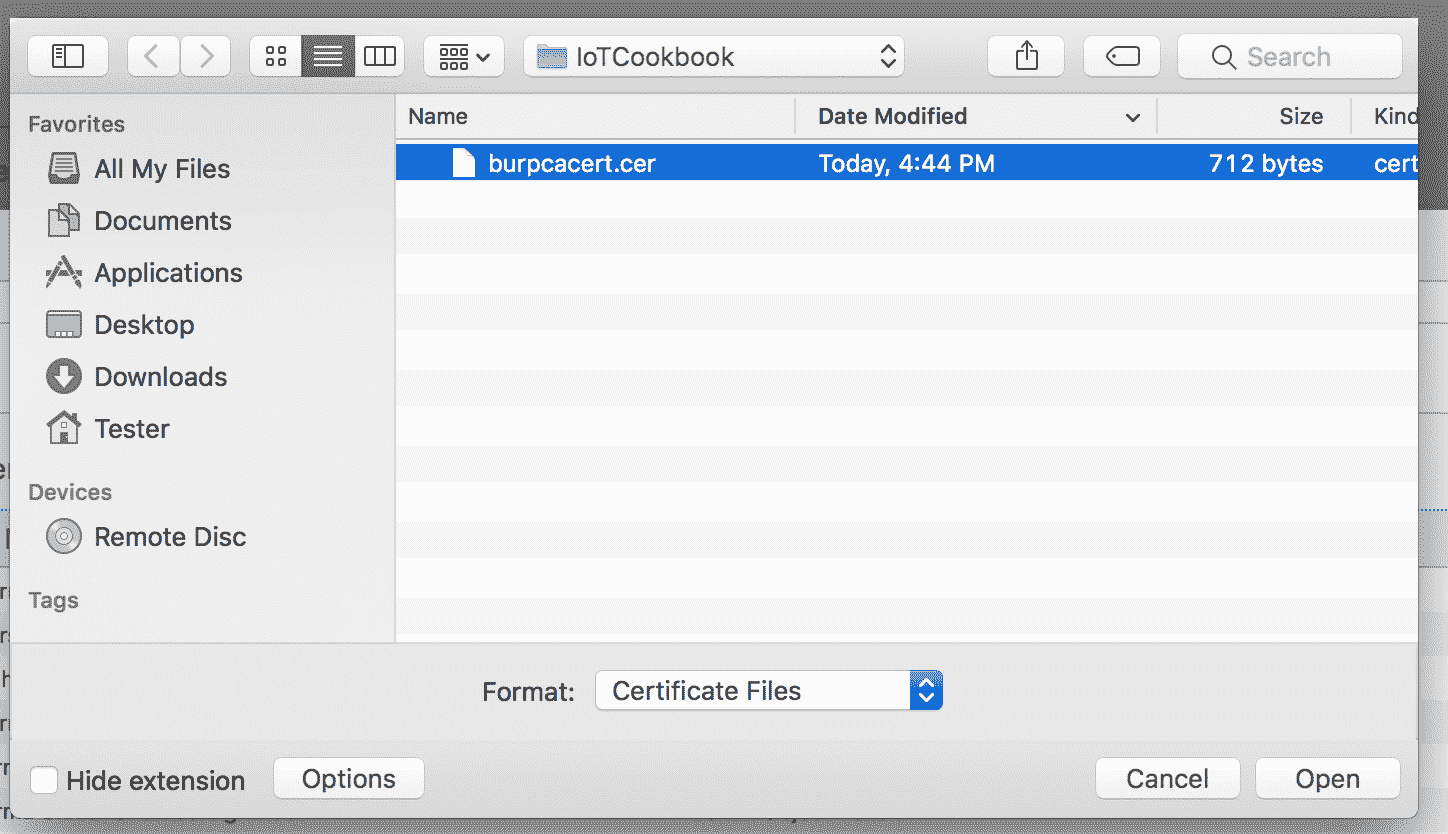 IoTCookbook
Search
Favorites
All My Files
Documents
Applications
Desktop
Downloads
Tester
Devices
Remote Disc
Tags
Name Date Modified Size Kind
burpcacert.cer Today, 4:44 PM 712 bytes cert
Format: Certificate Files
Hide extension Options Cancel Open